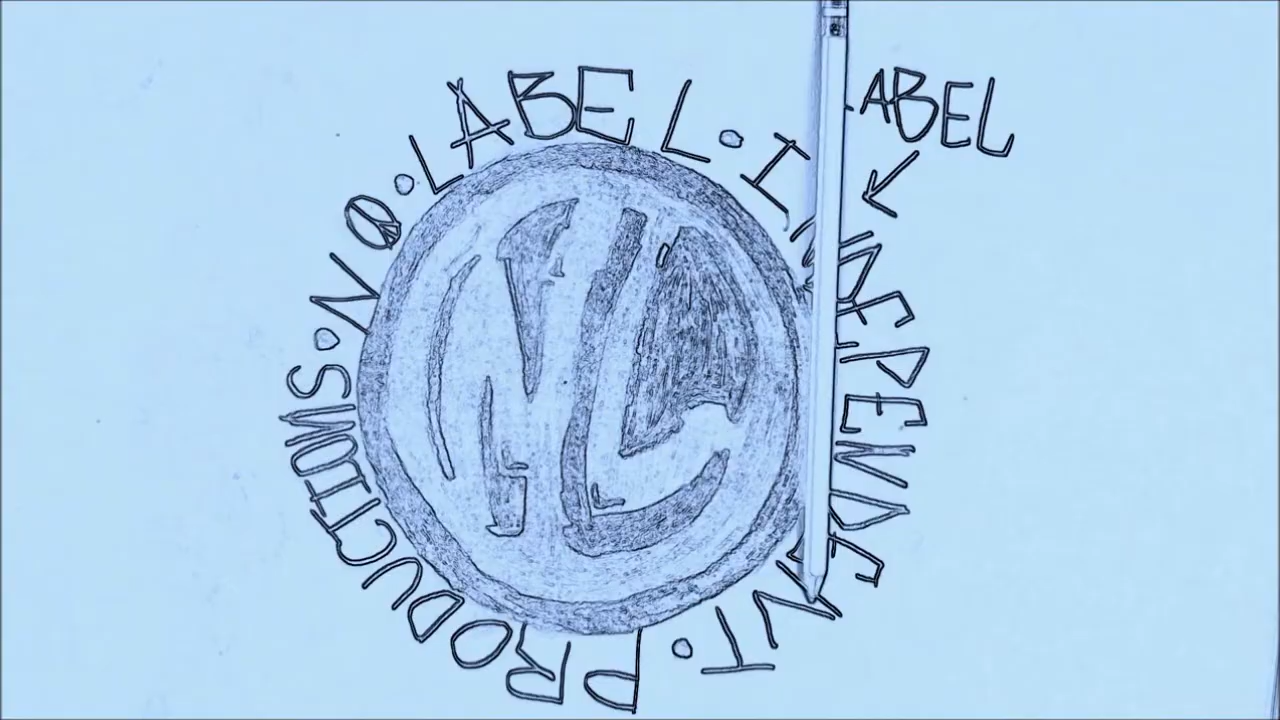 NO · LABEL · INDEPENDENT · PRODUCTIONS ·
LABEL
NL